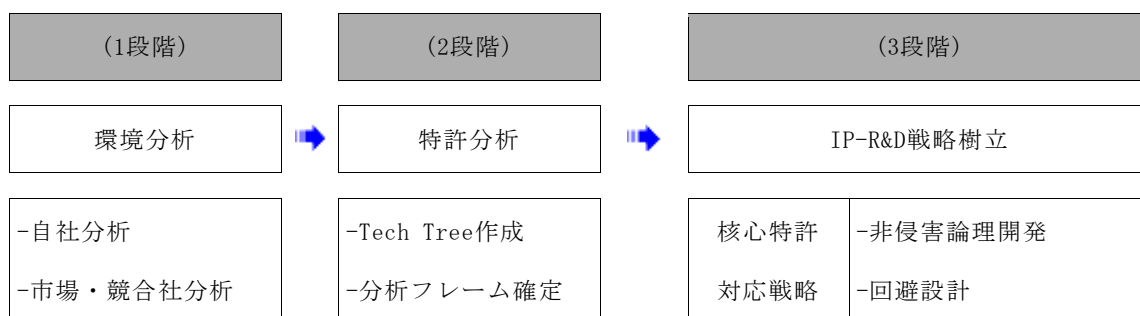 (1段階)
(2段階)
(3段階)
環境分析
特許分析
IP-R&D戦略樹立
-自社分析
-市場・競合社分析
-Tech Tree作成
-分析フレーム確定
核心特許
対応戦略
-非侵害論理開発
-回避設計